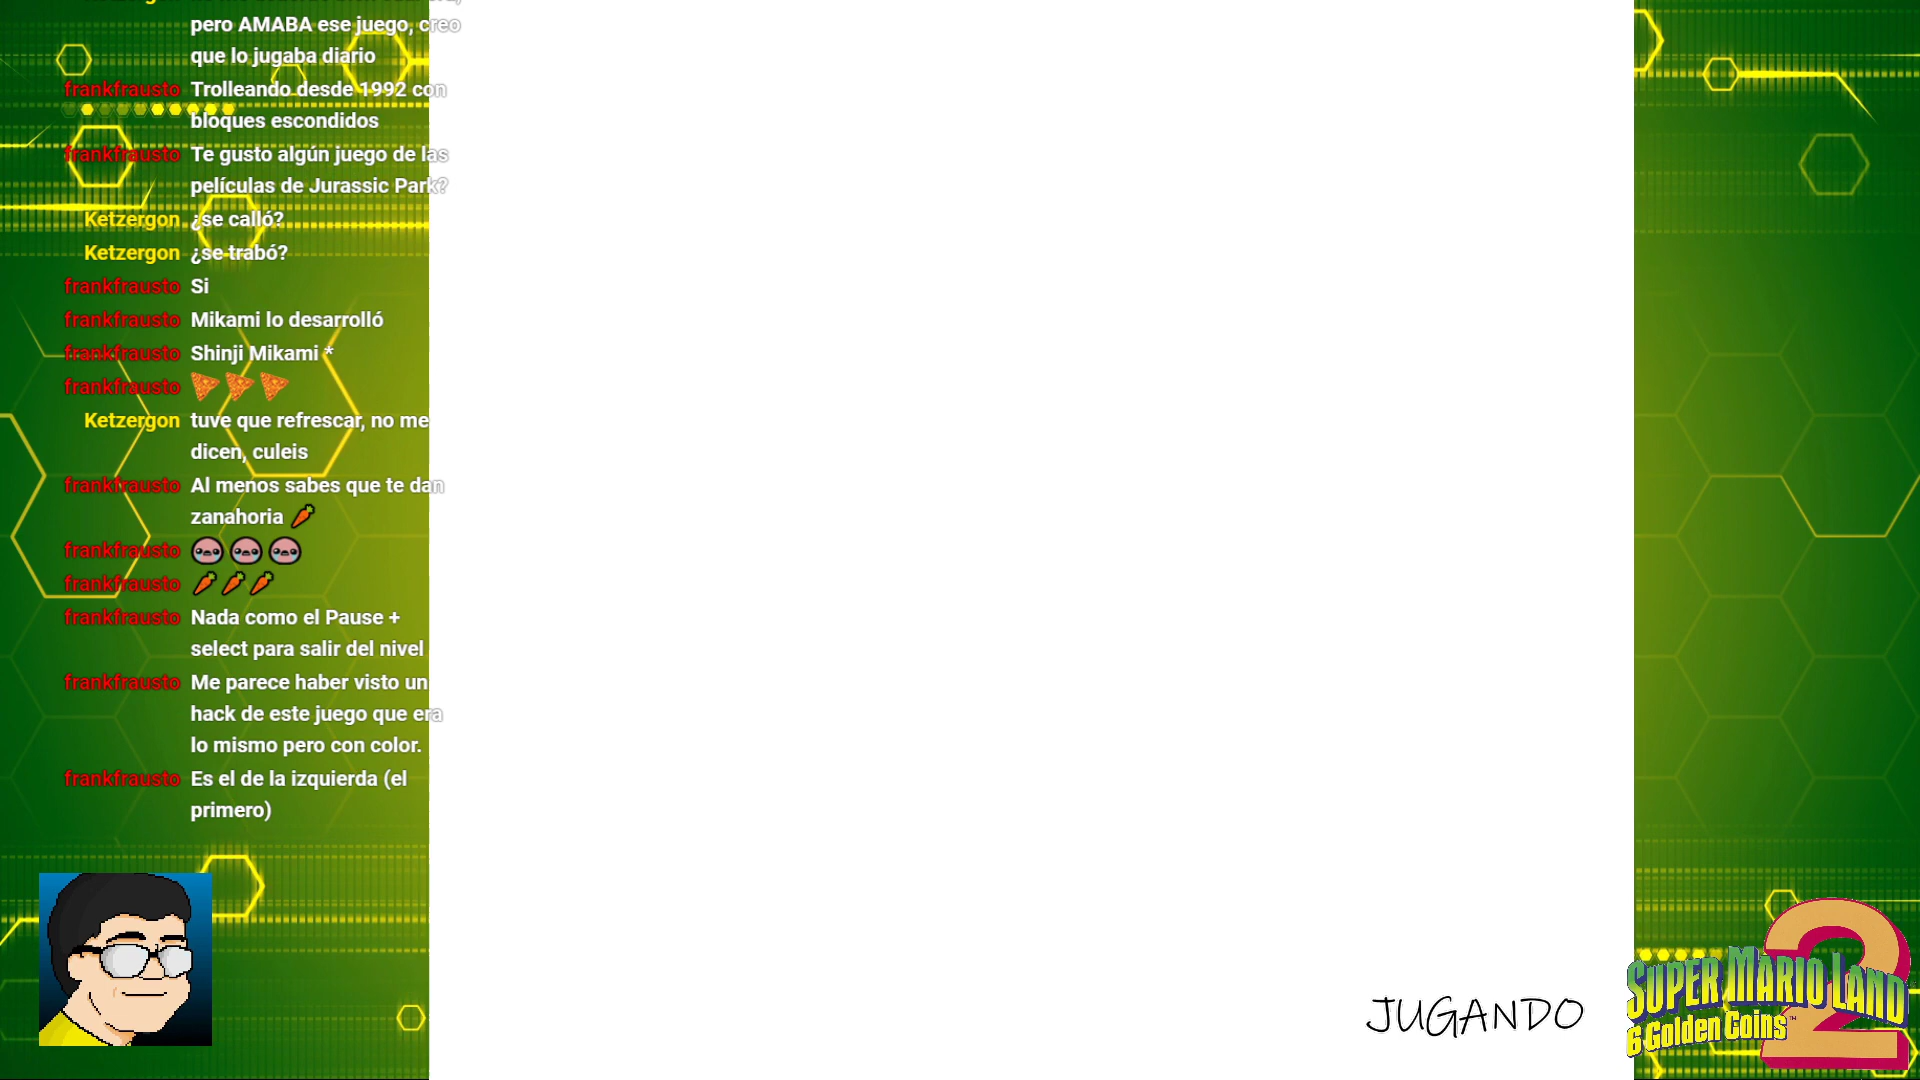 pero AMABA ese juego, creo
que lo jugaba diario
frankfrausto Trolleando desde 1992 con
bloques escondidos
frankfrausto Te gusto algún juego de las
películas de Jurassic Park?
Ketzergon ¿se calló?
Ketzergon ¿se trabó?
frankfrausto Si
frankfrausto Mikami lo desarrolló
frankfrausto Shinji Mikami *
frankfrausto
Ketzergon tuve que refrescar, no me
dicen, culeis
frankfrausto Al menos sabes que te dan
zanahoria
frankfrausto
frankfrausto
frankfrausto Nada como el Pause +
select para salir del nivel
frankfrausto Me parece haber visto un
hack de este juego que era
lo mismo pero con color.
frankfrausto Es el de la izquierda (el
primero)
JUGANDO
SUPER MARIO LAND 2
6 Golden Coins™